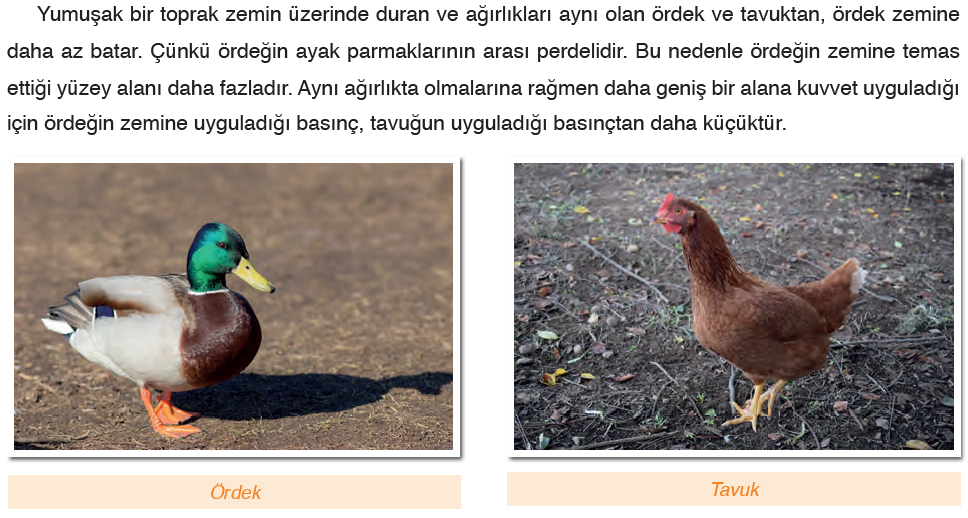 Yumuşak bir toprak zemin üzerinde duran ve ağırlıkları aynı olan ördek ve tavuktan, ördek zemine
daha az batar. Çünkü ördeğin ayak parmaklarının arası perdelidir. Bu nedenle ördeğin zemine temas
ettiği yüzey alanı daha fazladır. Aynı ağırlıkta olmalarına rağmen daha geniş bir alana kuvvet uyguladığı
için ördeğin zemine uyguladığı basınç, tavuğun uyguladığı basınçtan daha küçüktür.
Ördek
Tavuk